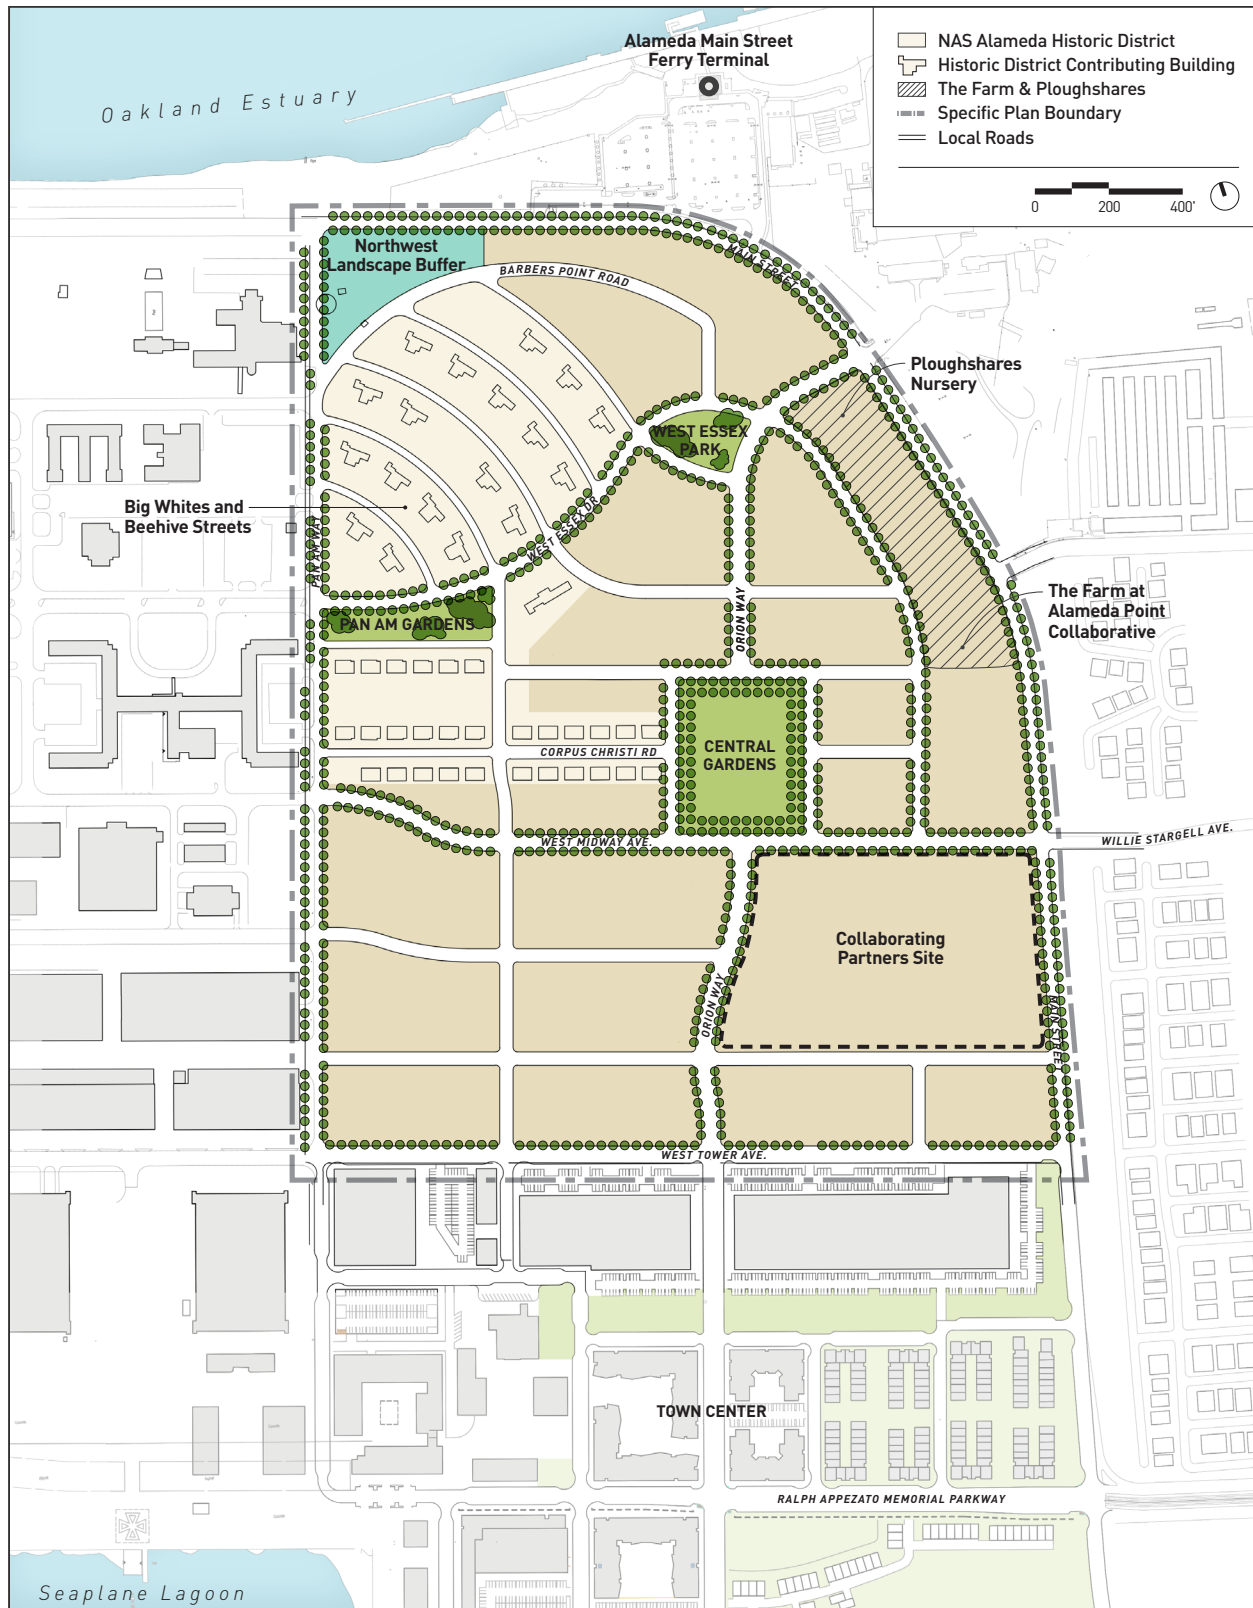 Alameda Main Street
Ferry Terminal
Oakland Estuary
NAS Alameda Historic District
Historic District Contributing Building
The Farm & Ploughshares
Specific Plan Boundary
Local Roads
0 200 400'
Northwest
Landscape Buffer
BARBERS POINT ROAD
MAIN STREET
Ploughshares
Nursery
WEST ESSEX
PARK
Big Whites and
Beehive Streets
PAN AM WAY
WEST ESSEX DR
The Farm at
Alameda Point
Collaborative
PAN AM GARDENS
ORION WAY
CENTRAL
GARDENS
CORPUS CHRISTI RD
WEST MIDWAY AVE.
WILLIE STARGELL AVE.
Collaborating
Partners Site
ORION WAY
MAIN STREET
WEST TOWER AVE.
TOWN CENTER
RALPH APPEZATO MEMORIAL PARKWAY
Seaplane Lagoon